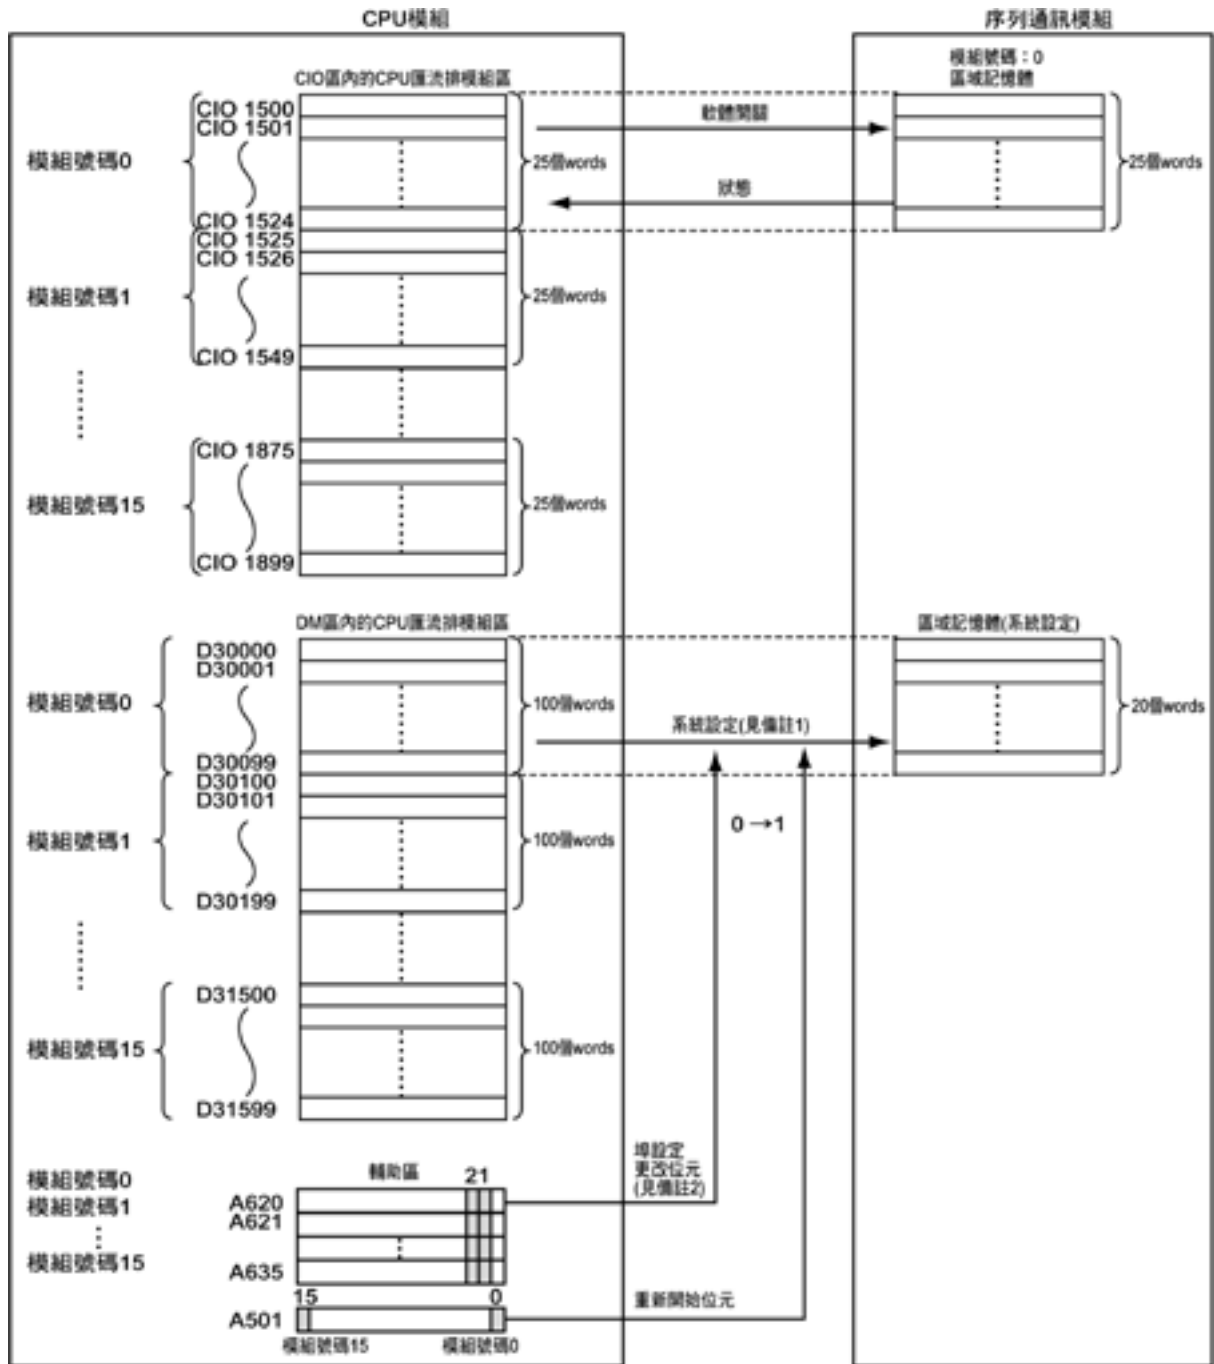 CPU模組
序列通訊模組
模組號碼：0
區域記憶體
CIO區內的CPU匯流排模組區
CIO 1500
CIO 1501
軟體開關
模組號碼0
25個words
25個words
狀態
CIO 1524
CIO 1525
CIO 1526
模組號碼1
25個words
CIO 1549
CIO 1875
模組號碼15
25個words
CIO 1899
DM區內的CPU匯流排模組區
區域記憶體(系統設定)
D30000
D30001
模組號碼0
100個words
20個words
系統設定(見備註1)
D30099
D30100
D30101
0→1
模組號碼1
100個words
D30199
D31500
模組號碼15
100個words
D31599
埠設定
更改位元
(見備註2)
模組號碼0
輔助區
21
模組號碼1
A620
A621
模組號碼15
A635
15
0
重新開始位元
A501
模組號碼15
模組號碼0